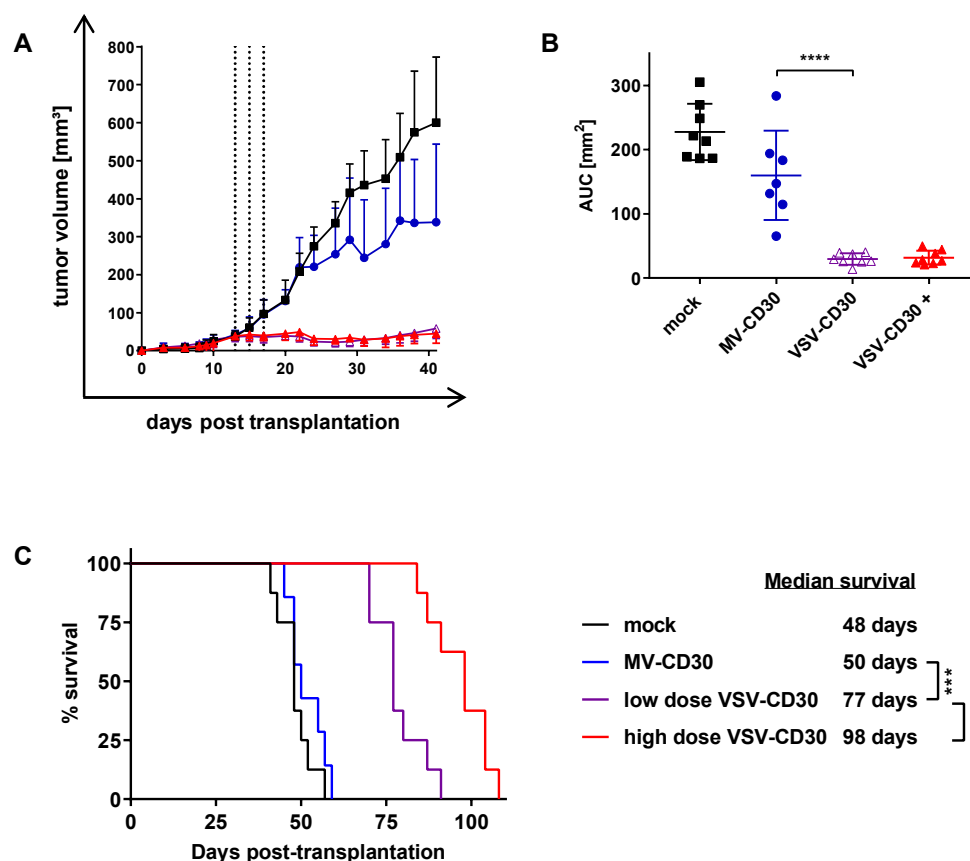 A
tumor volume [mm³]
800
700
600
500
400
300
200
100
0
0 10 20 30 40
days post transplantation
B
****
AUC [mm²]
300
200
100
0
mock
MV-CD30
VSV-CD30
VSV-CD30 +
C
% survival
100
75
50
25
0
0 25 50 75 100
Days post-transplantation
Median survival
mock 48 days
MV-CD30 50 days
low dose VSV-CD30 77 days
high dose VSV-CD30 98 days
***